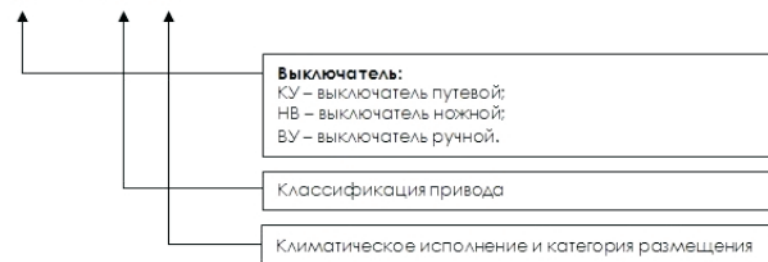 Выключатель:
КУ – выключатель путевой;
НВ – выключатель ножной;
ВУ – выключатель ручной.
Классификация привода
Климатическое исполнение и категория размещения